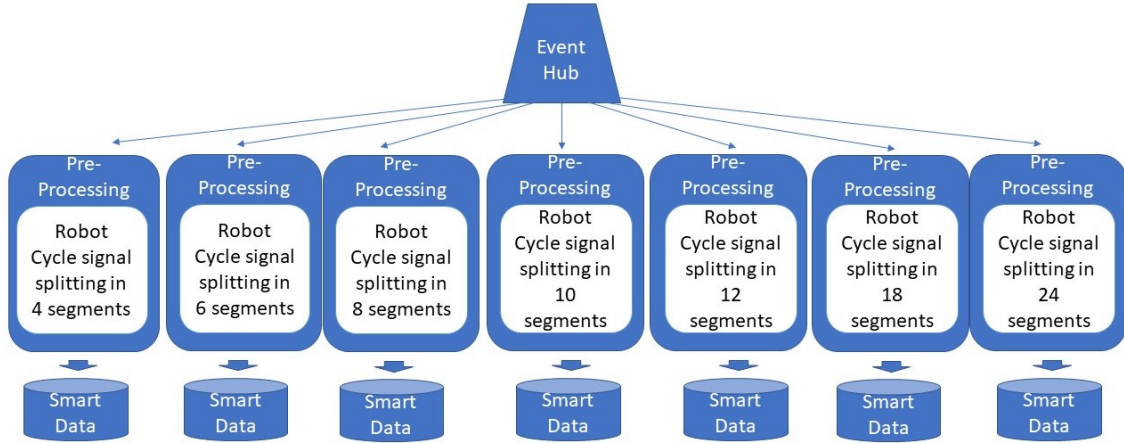 Event
Hub
Pre-
Processing
Robot
Cycle signal
splitting in
4 segments
Smart
Data
Pre-
Processing
Robot
Cycle signal
splitting in
6 segments
Smart
Data
Pre-
Processing
Robot
Cycle signal
splitting in
8 segments
Smart
Data
Pre-
Processing
Robot
Cycle signal
splitting in
10
segments
Smart
Data
Pre-
Processing
Robot
Cycle signal
splitting in
12
segments
Smart
Data
Pre-
Processing
Robot
Cycle signal
splitting in
18
segments
Smart
Data
Pre-
Processing
Robot
Cycle signal
splitting in
24
segments
Smart
Data